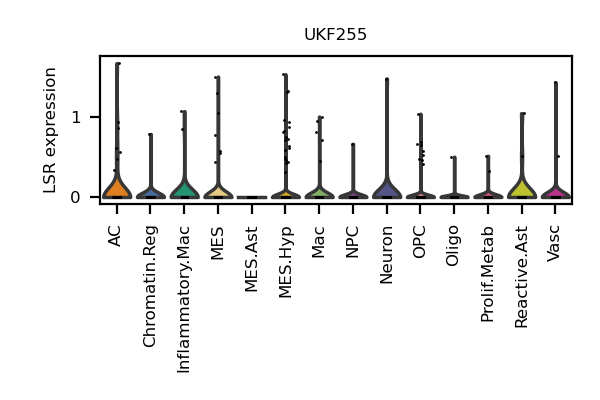 UKF255
LSR expression
1
0
AC
Chromatin.Reg
Inflammatory.Mac
MES
MES.Ast
MES.Hyp
Mac
NPC
Neuron
OPC
Oligo
Prolif.Metab
Reactive.Ast
Vasc